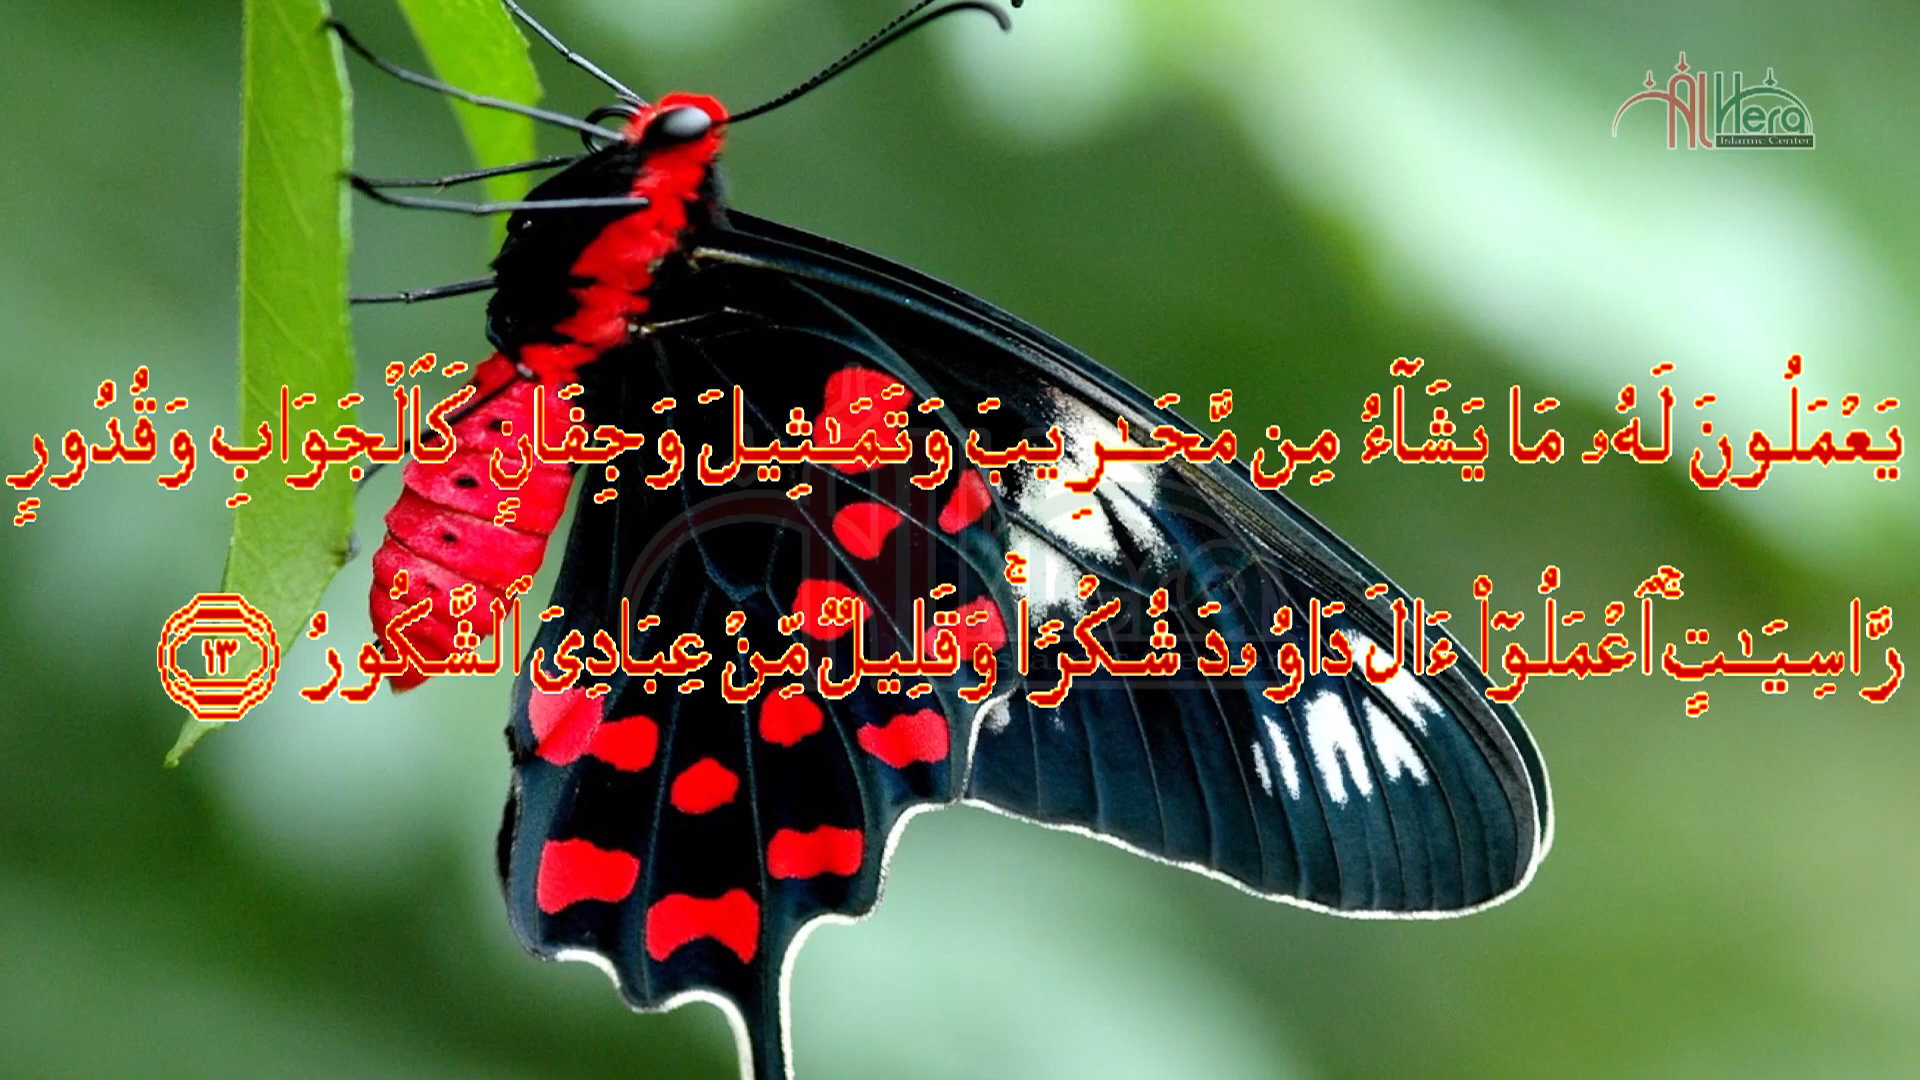 AlHera
Islamic Center
يَعْمَلُونَ لَهُۥ مَا يَشَآءُ مِن مَّحَـٰرِيبَ وَتَمَـٰثِيلَ وَجِفَانٍ كَٱلْجَوَابِ وَقُدُورٍ
رَّاسِيَـٰتٍ ۚ ٱعْمَلُوٓا۟ ءَالَ دَاوُۥدَ شُكْرًا ۚ وَقَلِيلٌ مِّنْ عِبَادِىَ ٱلشَّكُورُ ١٣